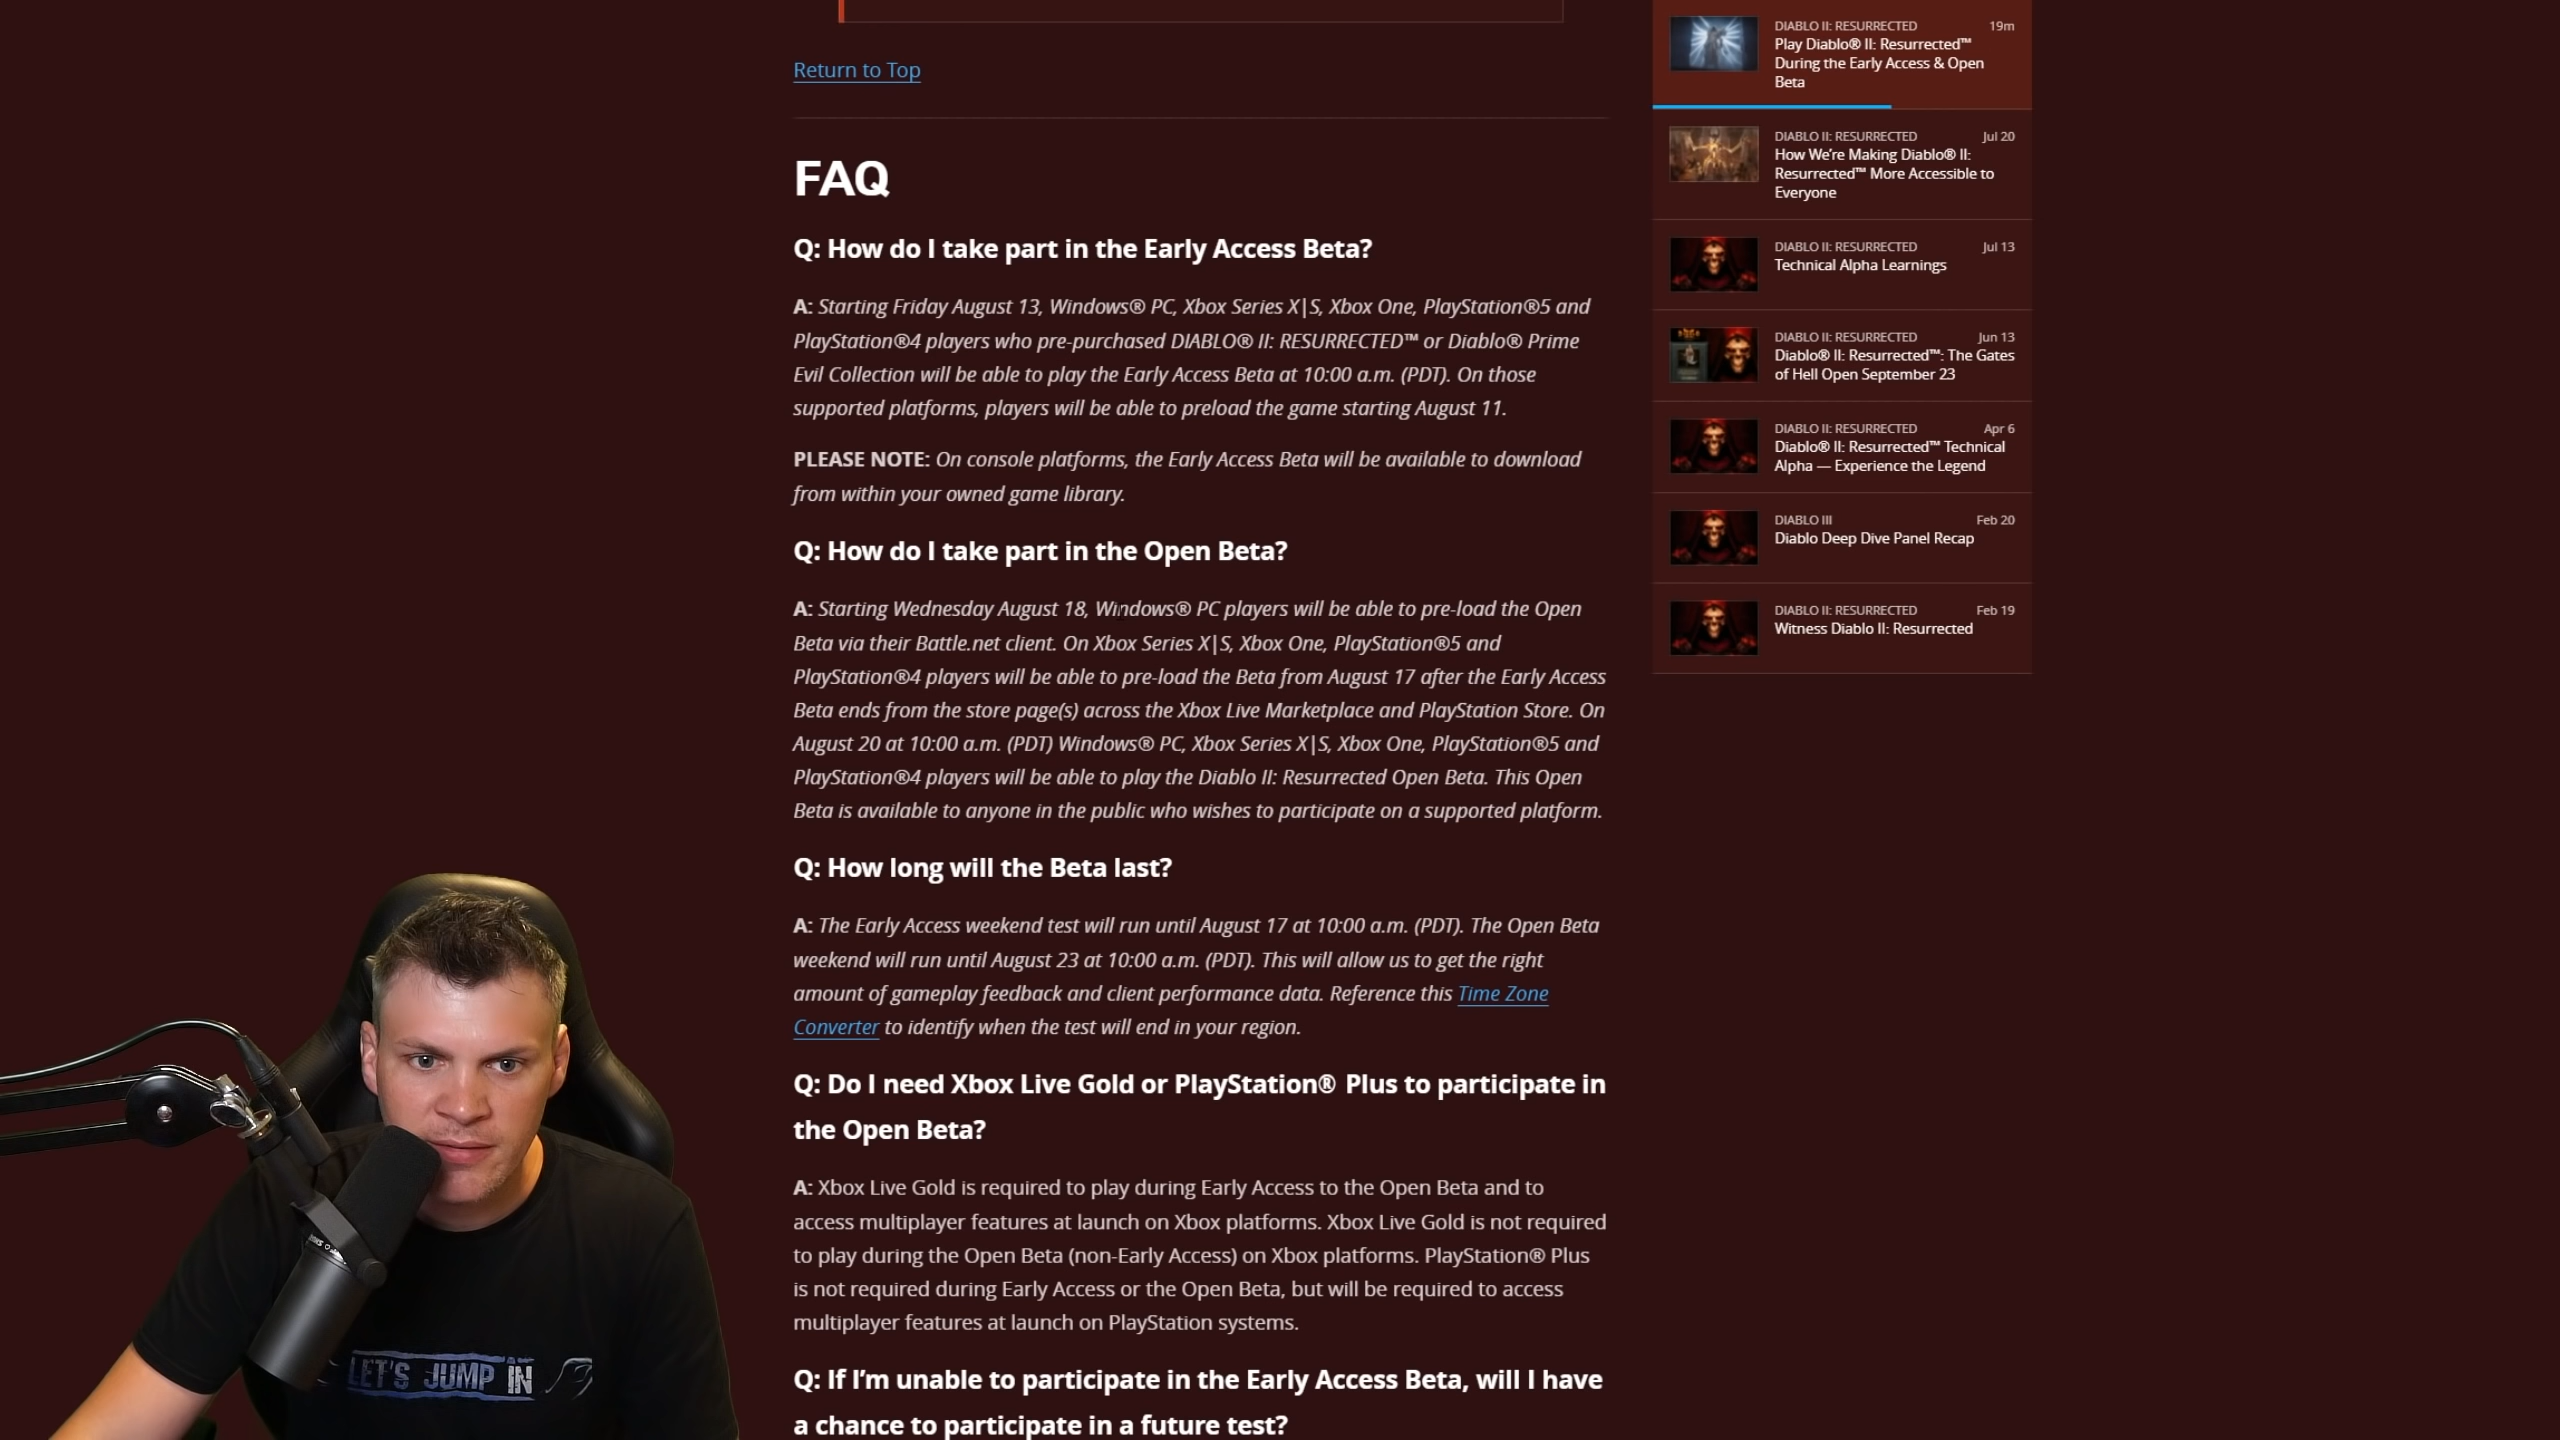 Return to Top
FAQ
Q: How do I take part in the Early Access Beta?
A: Starting Friday August 13, Windows® PC, Xbox Series X|S, Xbox One, PlayStation®5 and
PlayStation®4 players who pre-purchased DIABLO® II: RESURRECTED™ or Diablo® Prime
Evil Collection will be able to play the Early Access Beta at 10:00 a.m. (PDT). On those
supported platforms, players will be able to preload the game starting August 11.
PLEASE NOTE: On console platforms, the Early Access Beta will be available to download
from within your owned game library.
Q: How do I take part in the Open Beta?
A: Starting Wednesday August 18, Windows® PC players will be able to pre-load the Open
Beta via their Battle.net client. On Xbox Series X|S, Xbox One, PlayStation®5 and
PlayStation®4 players will be able to pre-load the Beta from August 17 after the Early Access
Beta ends from the store page(s) across the Xbox Live Marketplace and PlayStation Store. On
August 20 at 10:00 a.m. (PDT) Windows® PC, Xbox Series X|S, Xbox One, PlayStation®5 and
PlayStation®4 players will be able to play the Diablo II: Resurrected Open Beta. This Open
Beta is available to anyone in the public who wishes to participate on a supported platform.
Q: How long will the Beta last?
A: The Early Access weekend test will run until August 17 at 10:00 a.m. (PDT). The Open Beta
weekend will run until August 23 at 10:00 a.m. (PDT). This will allow us to get the right
amount of gameplay feedback and client performance data. Reference this Time Zone
Converter to identify when the test will end in your region.
Q: Do I need Xbox Live Gold or PlayStation® Plus to participate in
the Open Beta?
A: Xbox Live Gold is required to play during Early Access to the Open Beta and to
access multiplayer features at launch on Xbox platforms. Xbox Live Gold is not required
to play during the Open Beta (non-Early Access) on Xbox platforms. PlayStation® Plus
is not required during Early Access or the Open Beta, but will be required to access
multiplayer features at launch on PlayStation systems.
Q: If I'm unable to participate in the Early Access Beta, will I have
a chance to participate in a future test?
DIABLO II: RESURRECTED 19m
Play Diablo® II: Resurrected™
During the Early Access & Open
Beta
DIABLO II: RESURRECTED Jul 20
How We're Making Diablo® II:
Resurrected™ More Accessible to
Everyone
DIABLO II: RESURRECTED Jul 13
Technical Alpha Learnings
DIABLO II: RESURRECTED Jun 13
Diablo® II: Resurrected™: The Gates
of Hell Open September 23
DIABLO II: RESURRECTED Apr 6
Diablo® II: Resurrected™ Technical
Alpha — Experience the Legend
DIABLO III Feb 20
Diablo Deep Dive Panel Recap
DIABLO II: RESURRECTED Feb 19
Witness Diablo II: Resurrected
LET'S JUMP IN